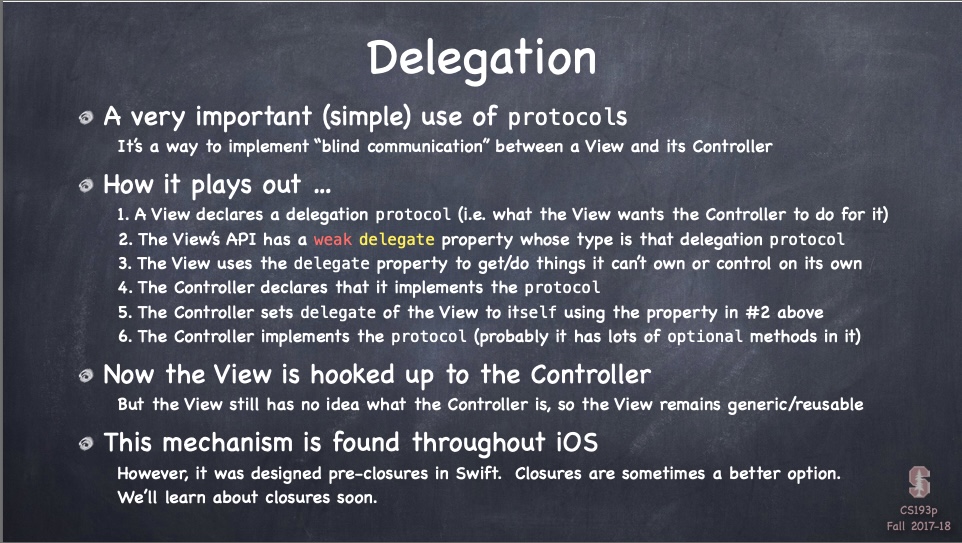 Delegation
A very important (simple) use of protocols
It's a way to implement “blind communication” between a View and its Controller
How it plays out ...
1. A View declares a delegation protocol (i.e. what the View wants the Controller to do for it)
2. The View's API has a weak delegate property whose type is that delegation protocol
3. The View uses the delegate property to get/do things it can't own or control on its own
4. The Controller declares that it implements the protocol
5. The Controller sets delegate of the View to itself using the property in #2 above
6. The Controller implements the protocol (probably it has lots of optional methods in it)
Now the View is hooked up to the Controller
But the View still has no idea what the Controller is, so the View remains generic/reusable
This mechanism is found throughout iOS
However, it was designed pre-closures in Swift. Closures are sometimes a better option.
We'll learn about closures soon.
S
CS193p
Fall 2017-18